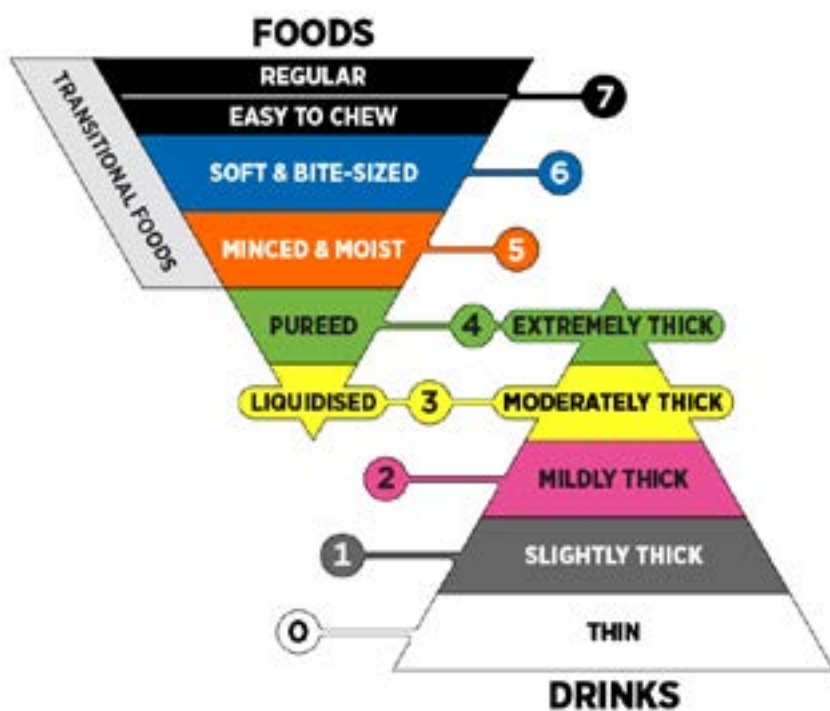 FOODS
REGULAR
7
EASY TO CHEW
TRANSITIONAL FOODS
SOFT & BITE-SIZED
6
MINCED & MOIST
5
PUREED
4
EXTREMELY THICK
LIQUIDISED
3
MODERATELY THICK
2
MILDLY THICK
1
SLIGHTLY THICK
0
THIN
DRINKS